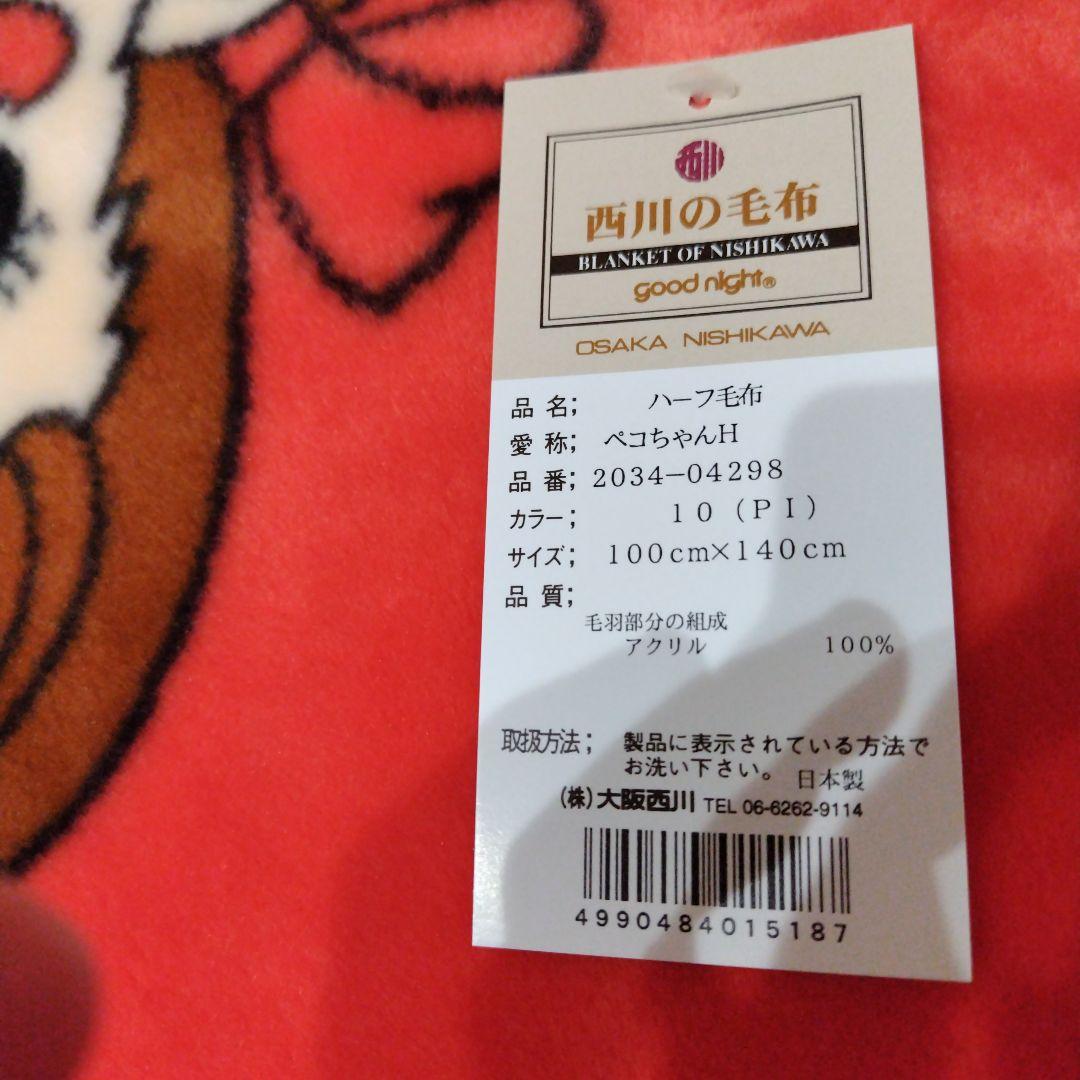 西川
西川の毛布
BLANKET OF NISHIKAWA
good night®
OSAKA NISHIKAWA
品名; ハーフ毛布
愛称; ペコちゃんH
品番; 2034-04298
カラー; 10(PI)
サイズ; 100cm×140cm
品質;
毛羽部分の組成
アクリル 100%
取扱方法; 製品に表示されている方法で
お洗い下さい。 日本製
(株)大阪西川 TEL 06-6262-9114
4990484015187